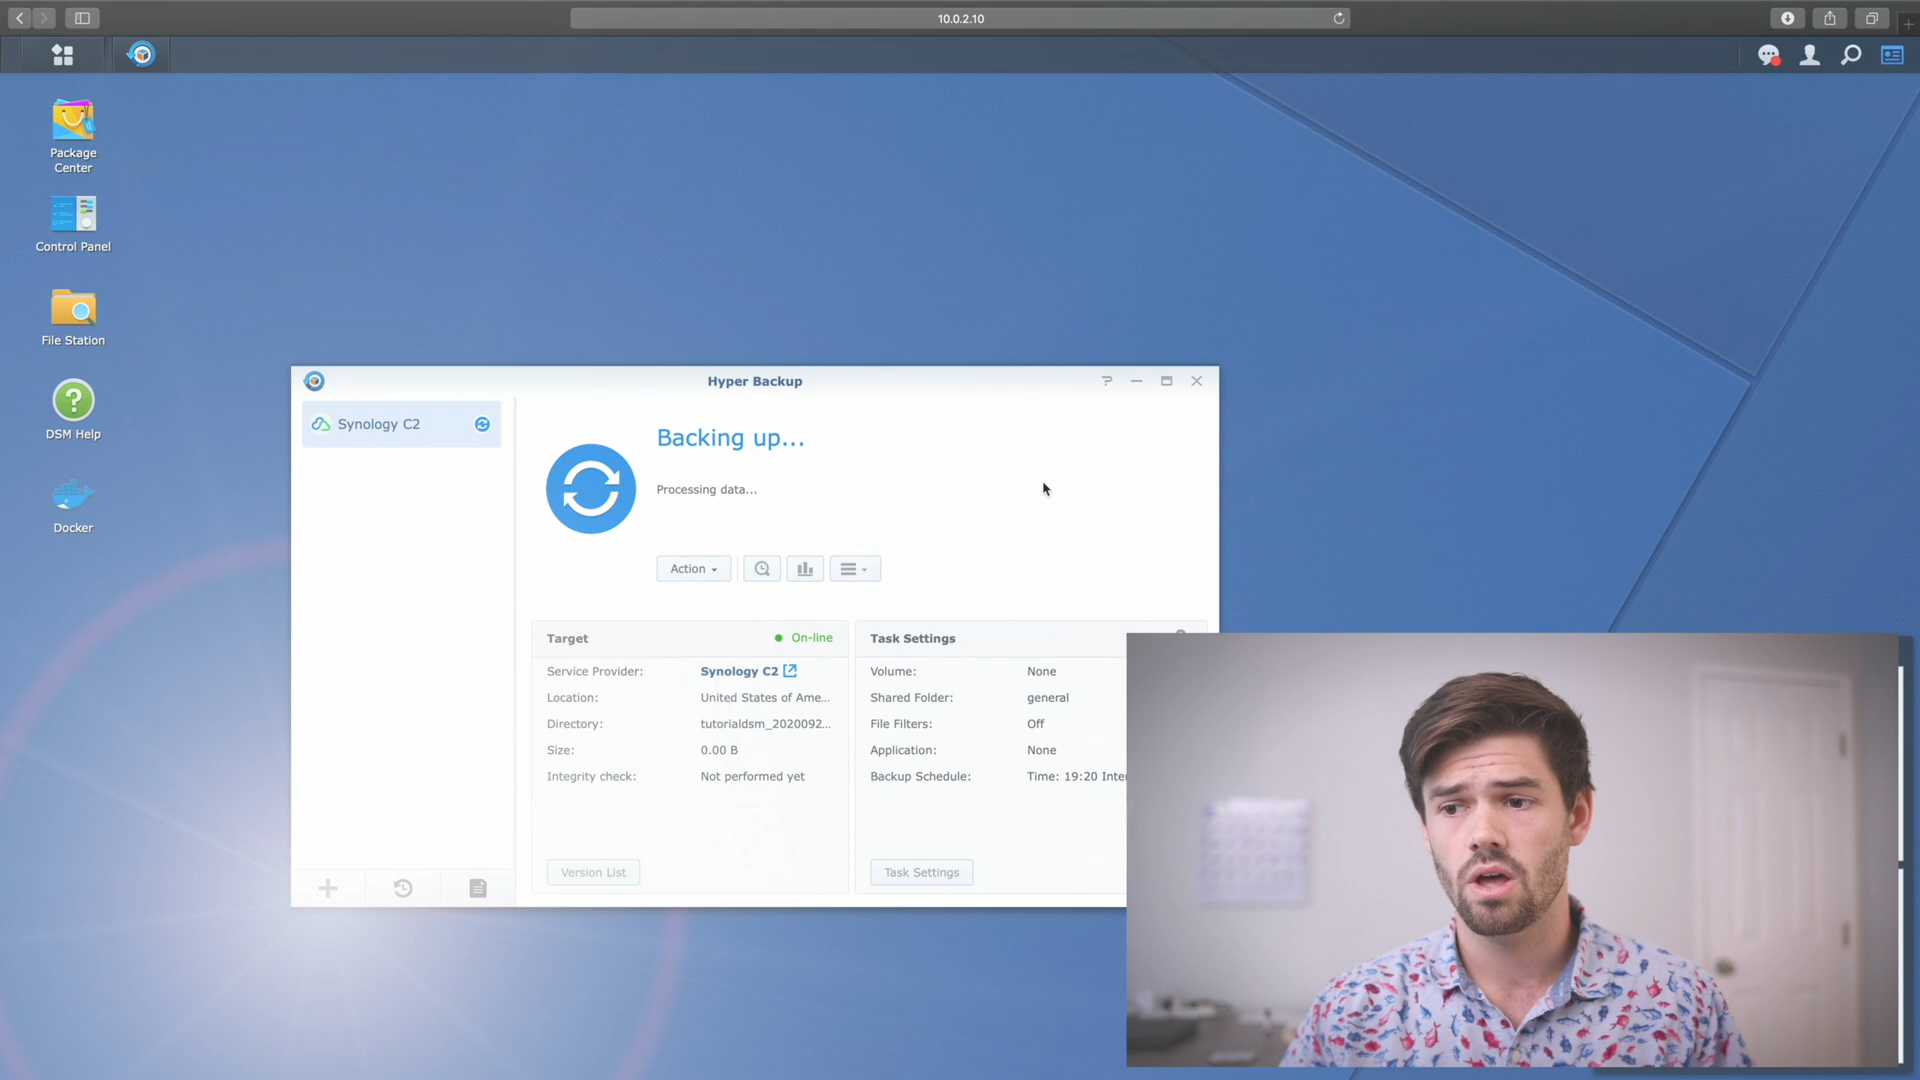 10.0.2.10
Package
Center
Control Panel
File Station
DSM Help
Docker
Hyper Backup
Synology C2
Backing up...
Processing data...
Action
Target
On-line
Service Provider: Synology C2
Location: United States of Ame...
Directory: tutorialdsm_2020092...
Size: 0.00 B
Integrity check: Not performed yet
Version List
Task Settings
Volume: None
Shared Folder: general
File Filters: Off
Application: None
Backup Schedule: Time: 19:20 Inte
Task Settings